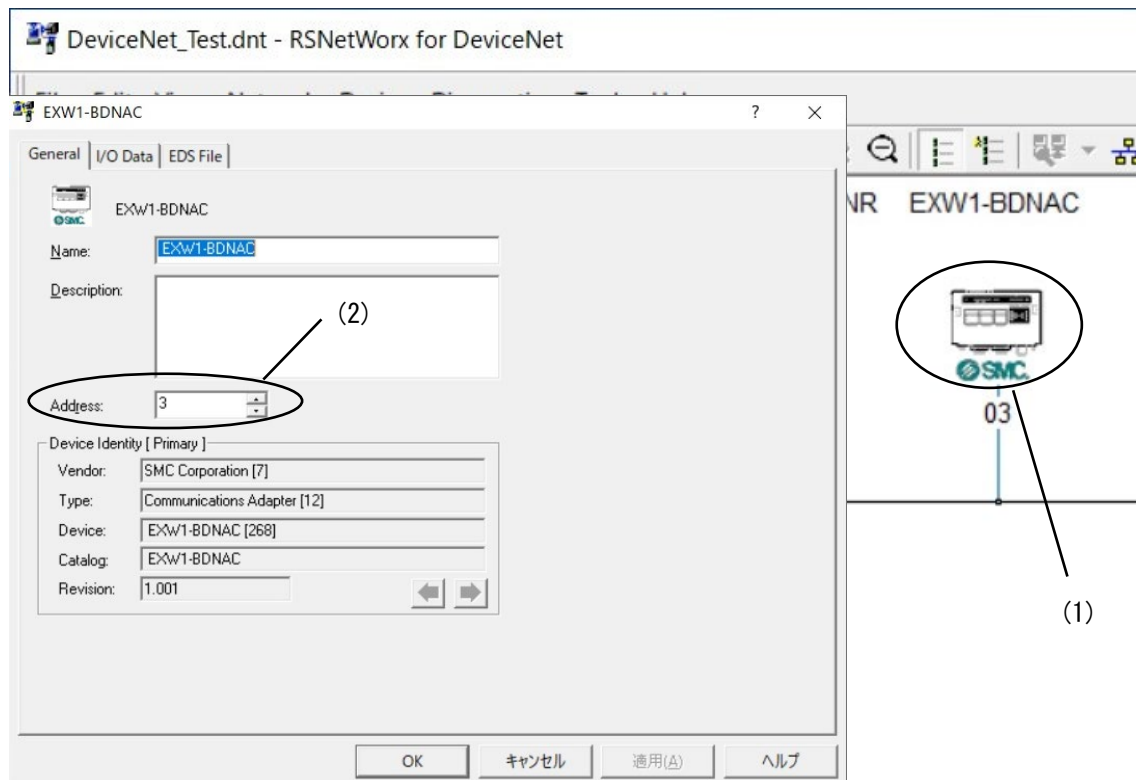 DeviceNet_Test.dnt - RSNetWorx for DeviceNet
EXW1-BDNAC
?
General I/O Data EDS File
EXW1-BDNAC
SMC.
Name: EXW1-BDNAC
Description:
(2)
Address: 3
Device Identity [ Primary ]
Vendor: SMC Corporation [7]
Type: Communications Adapter [12]
Device: EXW1-BDNAC [268]
Catalog: EXW1-BDNAC
Revision: 1.001
OK キャンセル 適用(A) ヘルプ
NR EXW1-BDNAC
SMC.
03
(1)